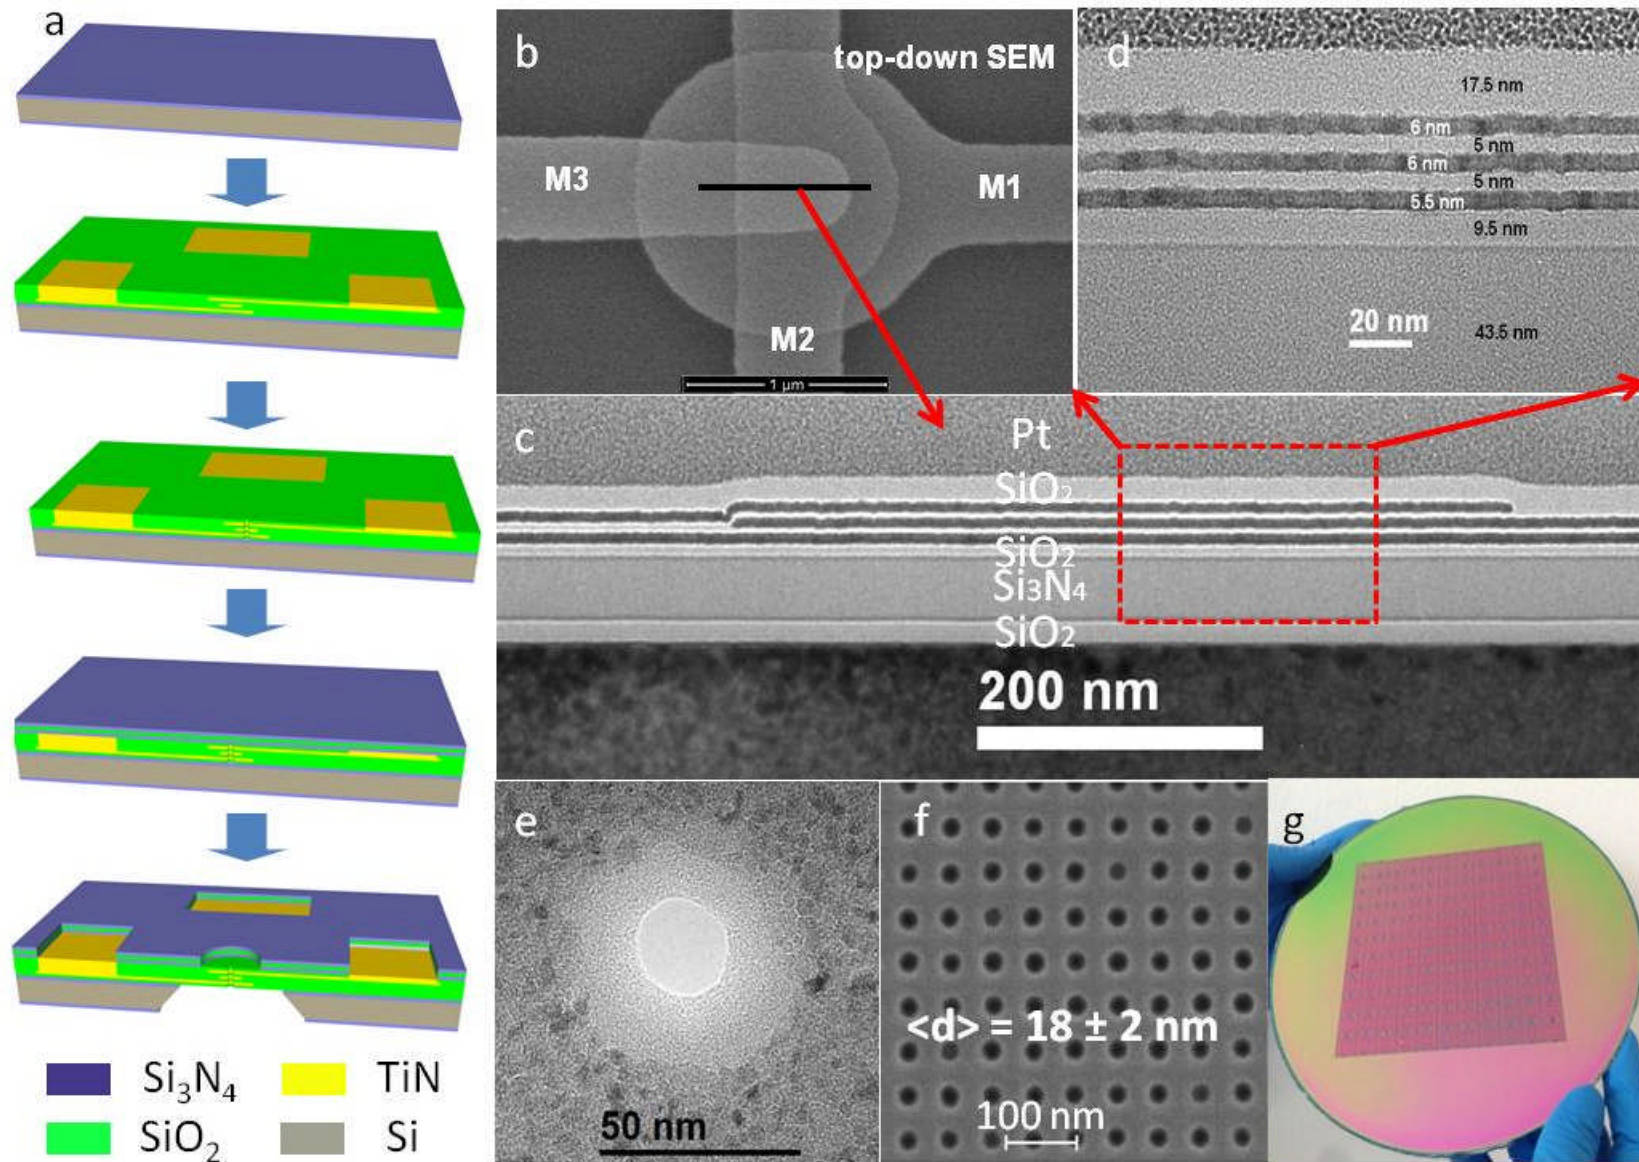 a
Si₃N₄
TiN
SiO₂
Si
b
top-down SEM
M3
M1
M2
1 µm
d
17.5 nm
6 nm
5 nm
6 nm
5 nm
5.5 nm
9.5 nm
20 nm
43.5 nm
c
Pt
SiO₂
SiO₂
Si₃N₄
SiO₂
200 nm
e
50 nm
f
<d> = 18 ± 2 nm
100 nm
g